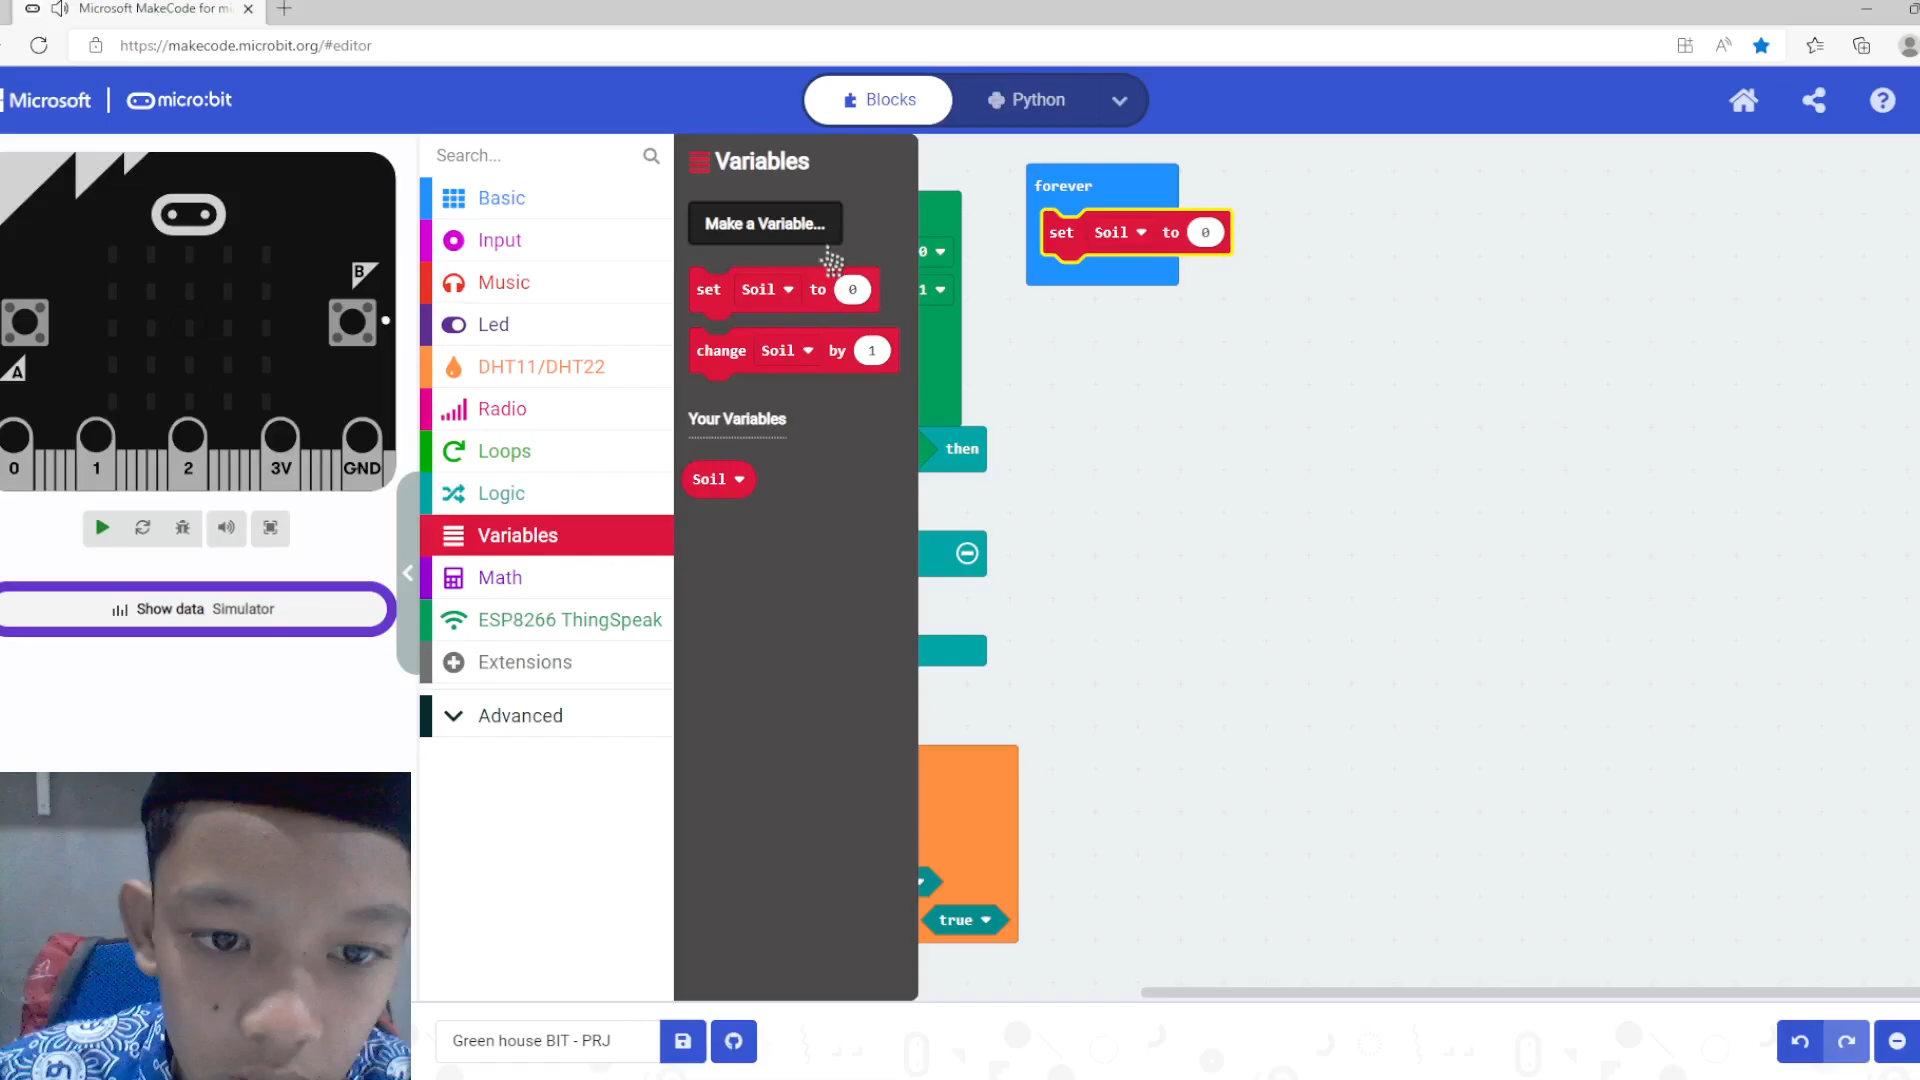 Microsoft MakeCode for mi
https://makecode.microbit.org/#editor
Microsoft | micro:bit
Blocks
Python
Search...
Basic
Input
Music
Led
DHT11/DHT22
Radio
Loops
Logic
Variables
Math
ESP8266 ThingSpeak
Extensions
Advanced
Variables
Make a Variable...
set Soil to 0
change Soil by 1
Your Variables
Soil
0
1
then
true
forever
set Soil to 0
B
A
0 1 2 3V GND
Show data Simulator
Green house BIT - PRJ